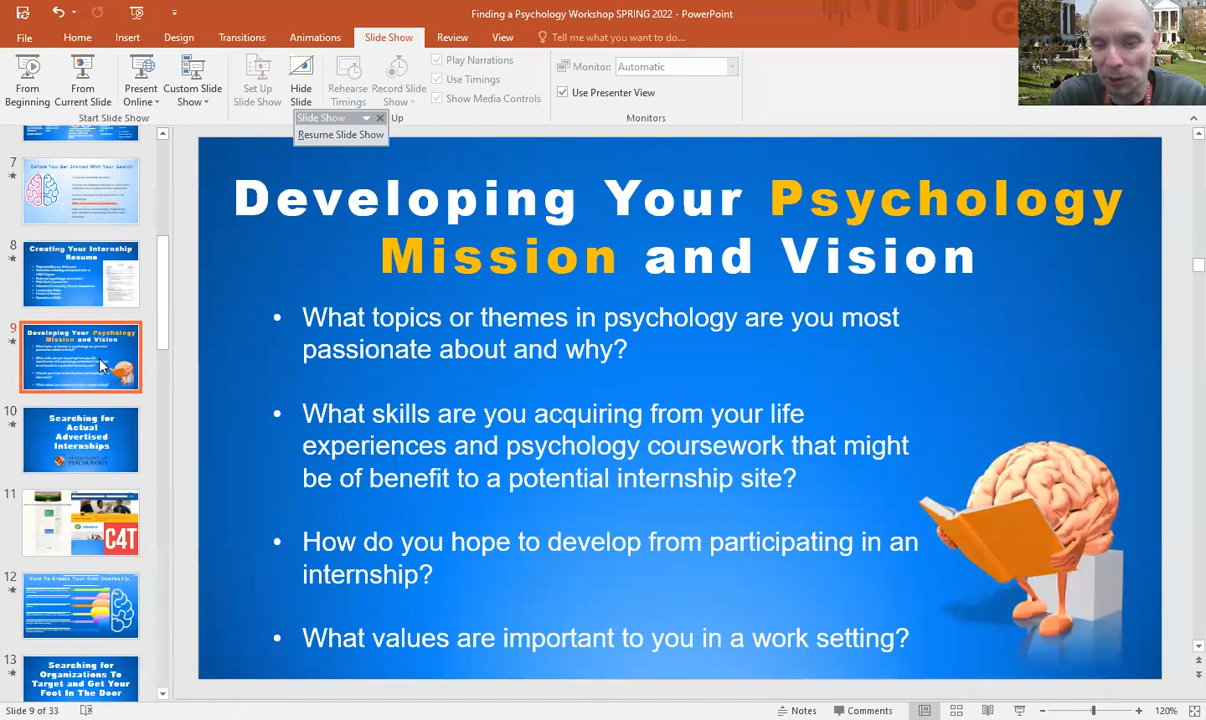 Finding a Psychology Workshop SPRING 2022 - PowerPoint
File Home Insert Design Transitions Animations Slide Show Review View Tell me what you want to do...
From Beginning
From Current Slide
Present Online
Custom Slide Show
Set Up Slide Show
Hide Slide
Rehearse Timings
Record Slide Show
Play Narrations
Use Timings
Show Media Controls
Monitor: Automatic
Use Presenter View
Start Slide Show
Up
Monitors
Slide Show
Resume Slide Show
7
Before You Get Started With Your Search
8
Creating Your Internship
Resume
9
Developing Your Psychology
Mission and Vision
10
Searching for
Actual
Advertised
Internships
PSYCHOLOGY
11
C4T
12
How To Create Your Own Internship
13
Searching for
Organizations To
Target and Get Your
Foot In The Door
Developing Your Psychology
Mission and Vision
• What topics or themes in psychology are you most
passionate about and why?
• What skills are you acquiring from your life
experiences and psychology coursework that might
be of benefit to a potential internship site?
• How do you hope to develop from participating in an
internship?
• What values are important to you in a work setting?
Slide 9 of 33
Notes
Comments
120%